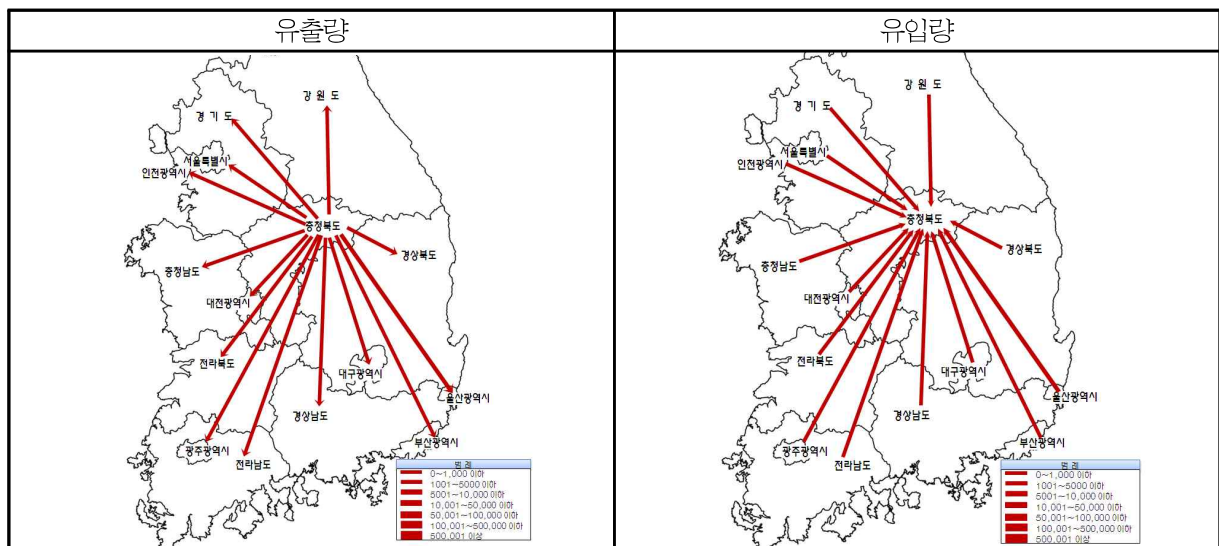 유출량
유입량
강 원 도
경 기 도
서울특별시
인천광역시
충청북도
경상북도
충청남도
대전광역시
전라북도
대구광역시
울산광역시
경상남도
부산광역시
광주광역시
전라남도
범 례
0~1,000 이하
1001~5000 이하
5001~10,000 이하
10,001~50,000 이하
50,001~100,000 이하
100,001~500,000 이하
500,001 이상
강 원 도
경 기 도
서울특별시
인천광역시
충청북도
경상북도
충청남도
대전광역시
전라북도
대구광역시
울산광역시
경상남도
부산광역시
광주광역시
전라남도
범 례
0~1,000 이하
1001~5000 이하
5001~10,000 이하
10,001~50,000 이하
50,001~100,000 이하
100,001~500,000 이하
500,001 이상